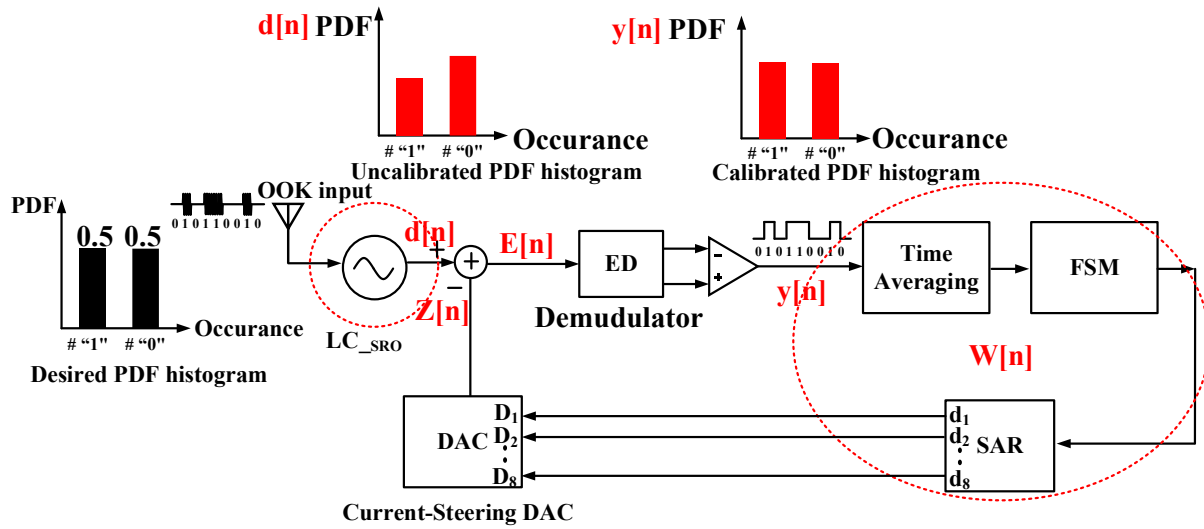 d[n] PDF
Occurance
# “1" # “0"
Uncalibrated PDF histogram
y[n] PDF
Occurance
# “1" # “0"
Calibrated PDF histogram
PDF
0.5 0.5
Occurance
# “1" # “0"
Desired PDF histogram
OOK input
0 1 0 1 1 0 0 1 0
LC_SRO
d[n]
+
+
−
Z[n]
E[n]
ED
Demudulator
-
+
0 1 0 1 1 0 0 1 0
y[n]
Time
Averaging
FSM
W[n]
DAC
D1
D2
D8
Current-Steering DAC
d1
d2
d8
SAR